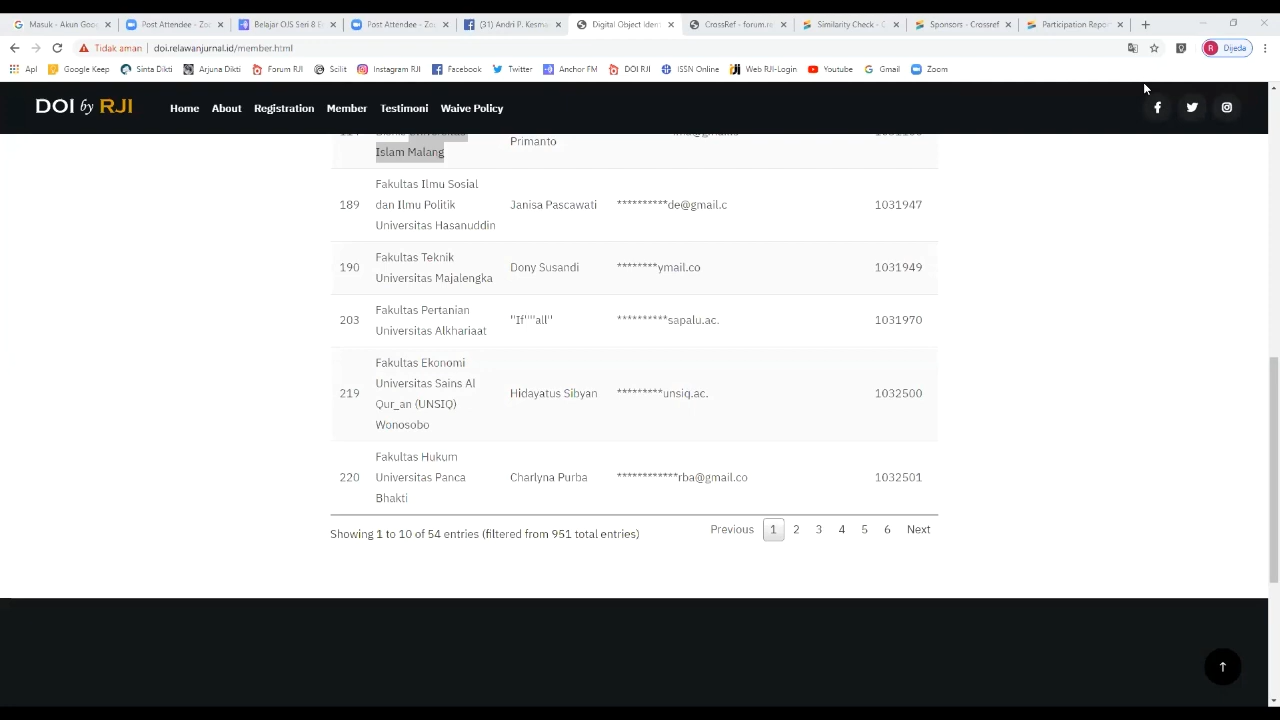 Masuk - Akun Goog
Post Attendee - Zo
Belajar OJS Seri 8 E
Post Attendee - Zo
(31) Andri P. Kesma
Digital Object Iden
CrossRef - forum.re
Similarity Check - C
Sponsors - Crossref
Participation Repo
Tidak aman
doi.relawanjurnal.id/member.html
R Dijeda
Apl
Google Keep
Sinta Dikti
Arjuna Dikti
Forum RJI
Scilit
Instagram RJI
Facebook
Twitter
Anchor FM
DOI RJI
ISSN Online
Web RJI-Login
Youtube
Gmail
Zoom
DOI by RJI
Home
About
Registration
Member
Testimoni
Waive Policy
Primanto
Islam Malang
189 Fakultas Ilmu Sosial dan Ilmu Politik Universitas Hasanuddin Janisa Pascawati **********de@gmail.c 1031947
190 Fakultas Teknik Universitas Majalengka Dony Susandi ********ymail.co 1031949
203 Fakultas Pertanian Universitas Alkhariaat "If""all" **********sapalu.ac. 1031970
219 Fakultas Ekonomi Universitas Sains Al Qur_an (UNSIQ) Wonosobo Hidayatus Sibyan *********unsiq.ac. 1032500
220 Fakultas Hukum Universitas Panca Bhakti Charlyna Purba ************rba@gmail.co 1032501
Showing 1 to 10 of 54 entries (filtered from 951 total entries)
Previous 1 2 3 4 5 6 Next